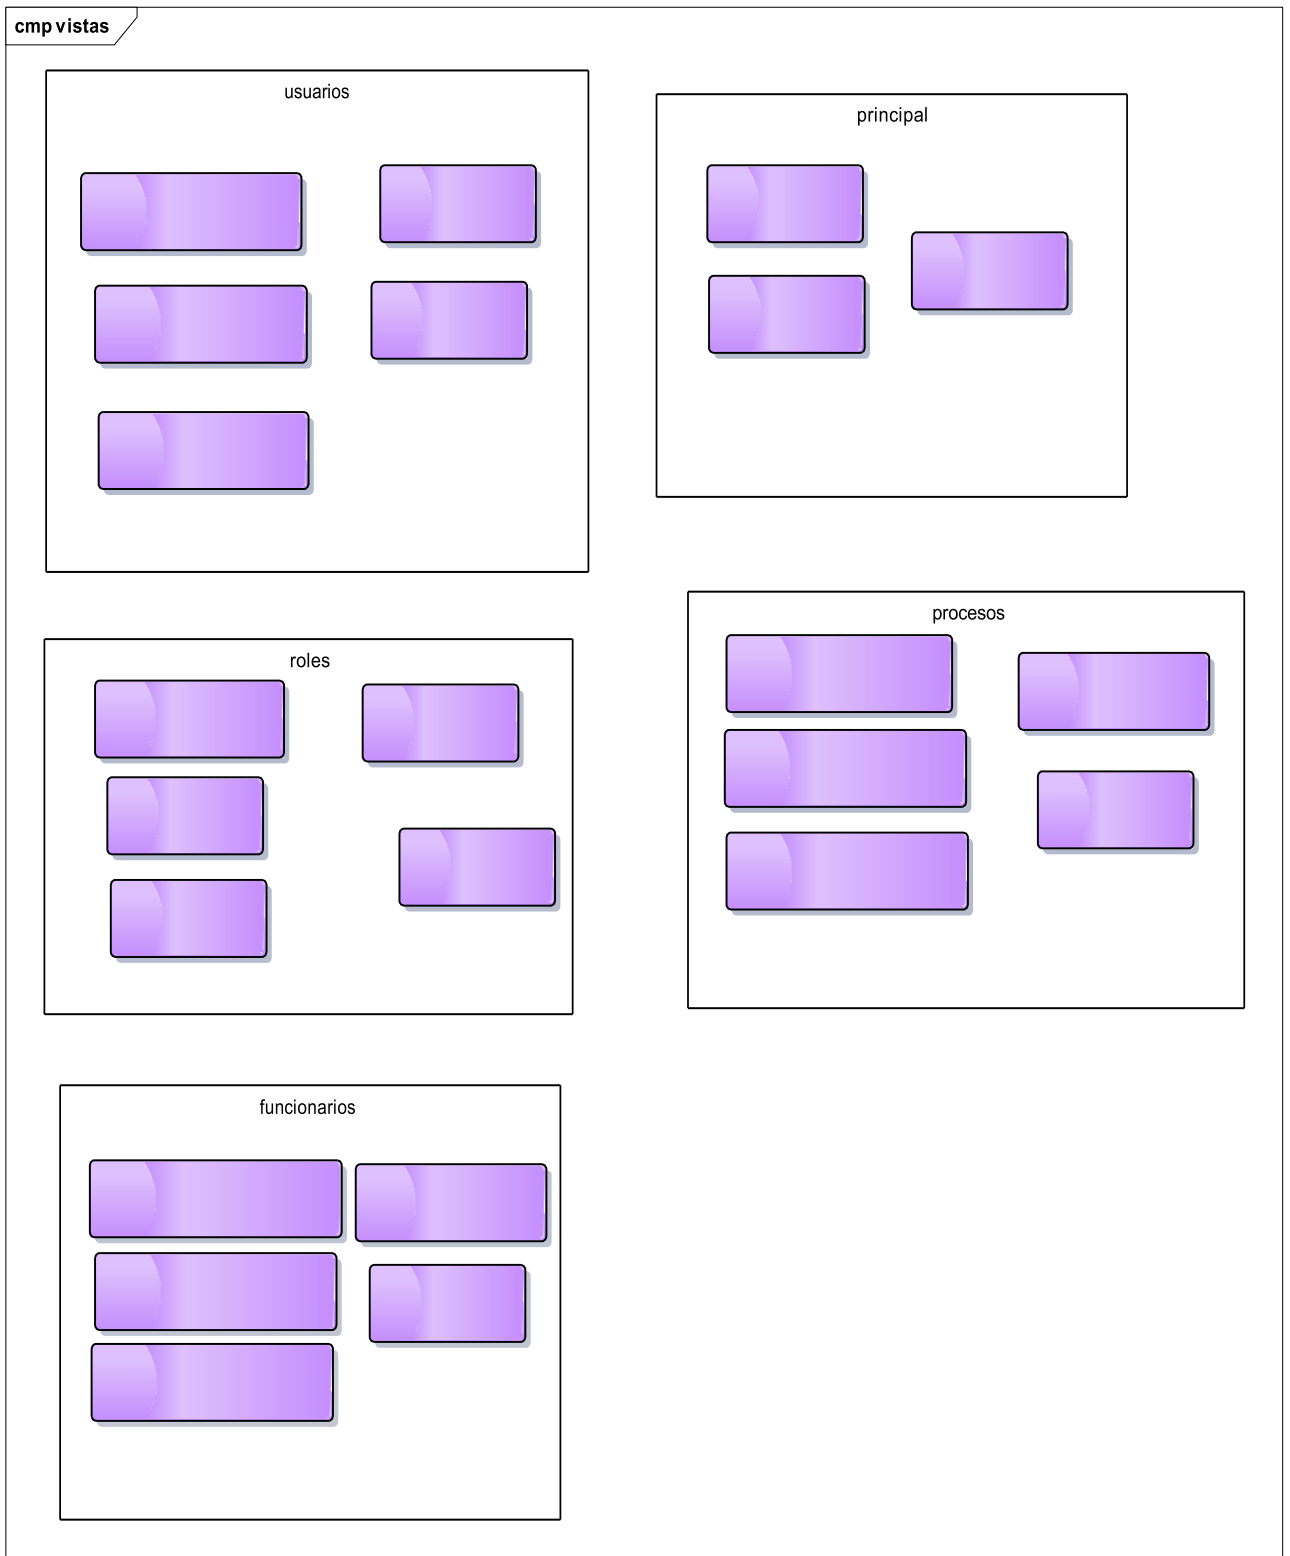 cmp vistas
usuarios
principal
roles
procesos
funcionarios